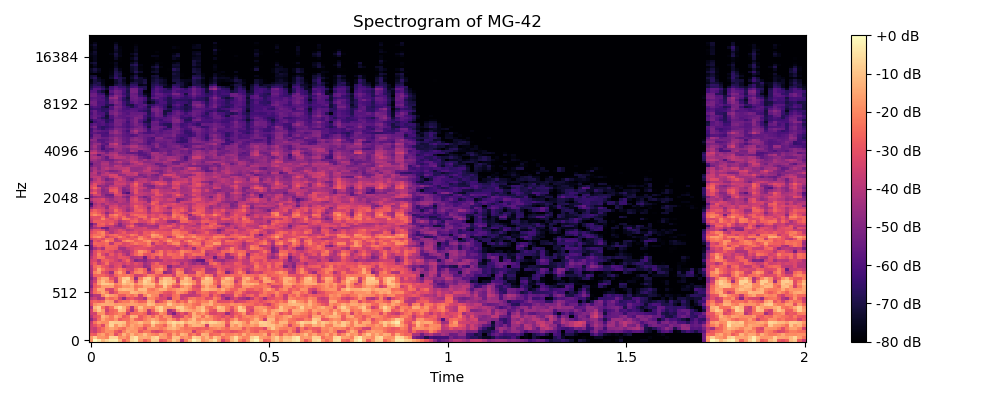 Spectrogram of MG-42
Hz
16384
8192
4096
2048
1024
512
0
0
0.5
1
1.5
2
Time
+0 dB
-10 dB
-20 dB
-30 dB
-40 dB
-50 dB
-60 dB
-70 dB
-80 dB